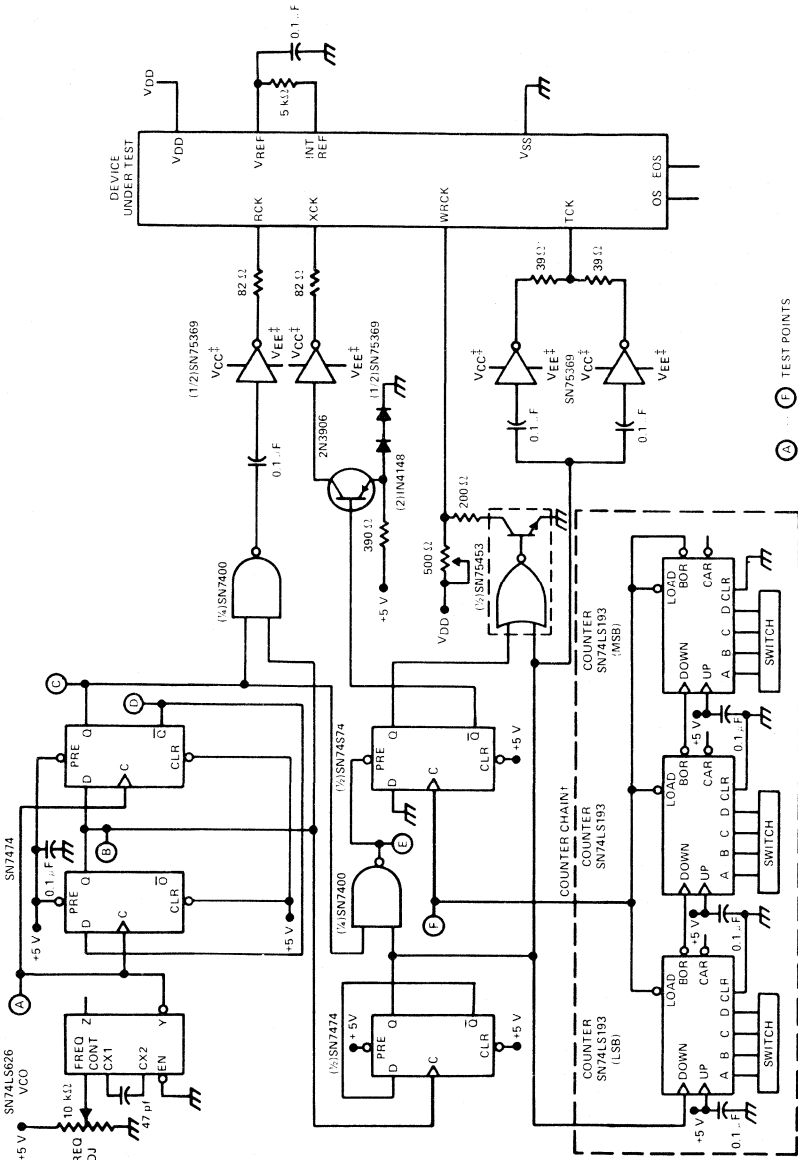 DEVICE
UNDER TEST
VDD
VDD
VREF
0.1 μF
5 kΩ
INT
REF
VSS
EOS
OS
RCK
XCK
WRCK
TCK
82 Ω
82 Ω
39 Ω
39 Ω
(1/2)SN75369
VCC‡
VEE‡
VCC‡
VEE‡
(1/2)SN75369
0.1 μF
2N3906
(2)IN4148
390 Ω
+5 V
200 Ω
500 Ω
VDD
(½)SN75453
VCC‡
VEE‡
SN75369
VCC‡
VEE‡
0.1 μF
0.1 μF
A ... F TEST POINTS
(¼)SN7400
C
D
SN7474
PRE
D
Q
C
Q
CLR
PRE
D
Q
C
Q
CLR
+5 V
0.1 μF
B
+5 V
A
SN74LS626
VCO
+5 V
10 kΩ
REQ
DJ
FREQ
CONT
Z
CX1
CX2
EN
Y
47 pf
(½)SN74S74
PRE
D
Q
C
Q
CLR
+5 V
(¼)SN7400
E
F
(½)SN7474
+5V
PRE
D
Q
C
Q
CLR
+5 V
COUNTER CHAIN†
COUNTER
SN74LS193
(MSB)
LOAD
DOWN
BOR
UP
CAR
A B C D CLR
SWITCH
+5 V
0.1 μF
COUNTER
SN74LS193
LOAD
DOWN
BOR
UP
CAR
A B C D CLR
SWITCH
+5 V
0.1 μF
COUNTER
SN74LS193
(LSB)
LOAD
DOWN
BOR
UP
CAR
A B C D CLR
SWITCH
+5 V
0.1 μF